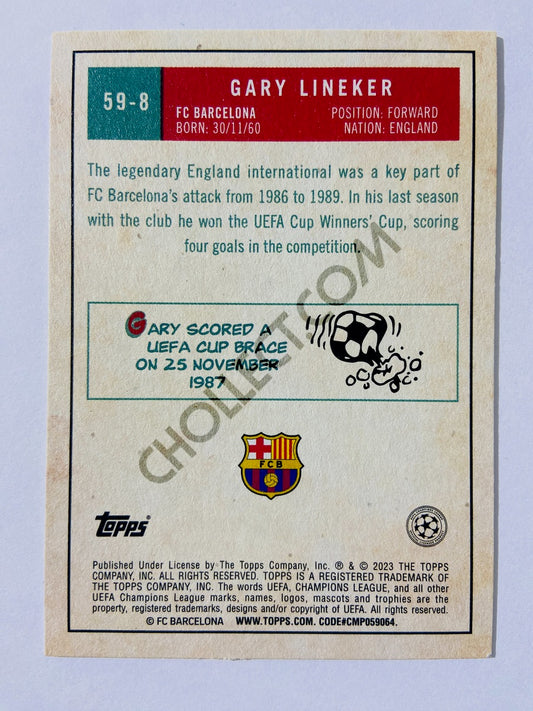 59-8
GARY LINEKER
FC BARCELONA
POSITION: FORWARD
BORN: 30/11/60
NATION: ENGLAND
The legendary England international was a key part of
FC Barcelona's attack from 1986 to 1989. In his last season
with the club he won the UEFA Cup Winners' Cup, scoring
four goals in the competition.
GARY SCORED A
UEFA CUP BRACE
ON 25 NOVEMBER
1987
CHOLLECT.COM
FCB
TOPPS
Published Under License by The Topps Company, Inc. ® & © 2023 THE TOPPS
COMPANY, INC. ALL RIGHTS RESERVED. TOPPS IS A REGISTERED TRADEMARK OF
THE TOPPS COMPANY, INC. The words UEFA, CHAMPIONS LEAGUE, and all other
UEFA Champions League marks, names, logos, mascots and trophies are the
property, registered trademarks, designs and/or copyright of UEFA. All rights reserved.
© FC BARCELONA WWW.TOPPS.COM. CODE#CMP059064.